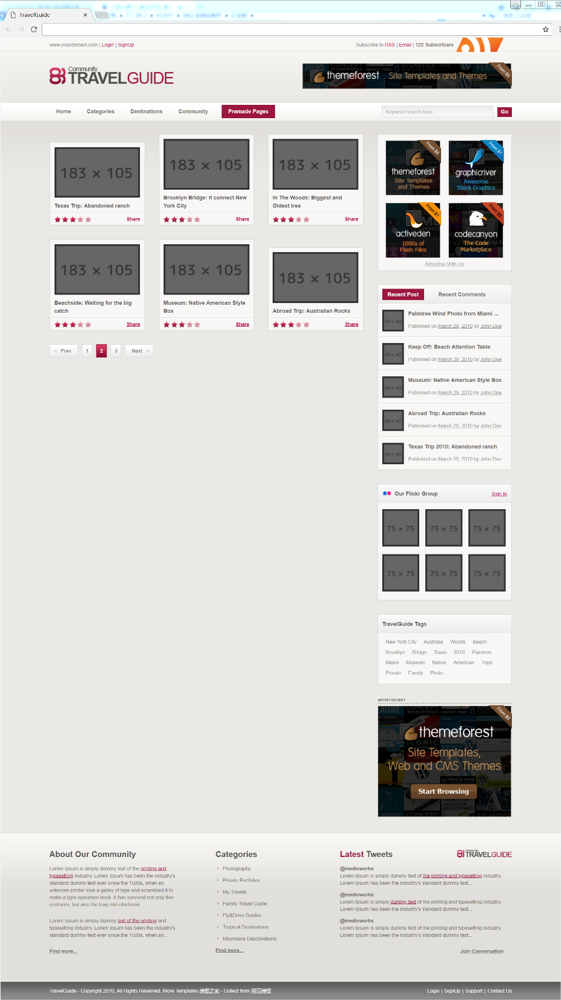 TravelGuide
www.yourdomain.com | Login | SignUp
Subscribe to RSS | Email | 122 Subscribers
Community
TRAVELGUIDE
themeforest Site Templates and Themes From $5
Home Categories Destinations Community Premade Pages
Keyword search here Go
183 × 105
Texas Trip: Abandoned ranch
Share
183 × 105
Brooklyn Bridge: It connect New
York City
Share
183 × 105
In The Woods: Biggest and
Oldest tree
Share
183 × 105
Beachside: Waiting for the big
catch
Share
183 × 105
Museum: Native American Style
Box
Share
183 × 105
Abroad Trip: Australian Rocks
Share
Prev 1 2 3 Next
From $5
themeforest
Site Templates
and Themes
From $1
graphicriver
Awesome
Stock Graphics
From $1
activeden
1000s of
Flash Files
From $5
codecanyon
The Code
Marketplace
Advertise With Us
Recent Post Recent Comments
40 × 40
Palmtree Wind Photo from Miami ...
Published on March 29, 2010 by John Doe
40 × 40
Keep Off: Beach Attention Table
Published on March 29, 2010 by John Doe
40 × 40
Museum: Native American Style Box
Published on March 29, 2010 by John Doe
40 × 40
Abroad Trip: Australian Rocks
Published on March 29, 2010 by John Doe
40 × 40
Texas Trip 2010: Abandoned ranch
Published on March 29, 2010 by John Doe
Our Flickr Group Sign In
75 × 75 75 × 75 75 × 75
75 × 75 75 × 75 75 × 75
TravelGuide Tags
New York City Australia Woods Beach
Brooklyn Bridge Texas 2010 Palmtree
Miami Museum Native American Trips
Private Family Photo
ADVERTISEMENT
From $5
themeforest
Site Templates,
Web and CMS Themes
Start Browsing
About Our Community
Lorem Ipsum is simply dummy text of the printing and
typesetting industry. Lorem Ipsum has been the industry's
standard dummy text ever since the 1500s, when an
unknown printer took a galley of type and scrambled it to
make a type specimen book. It has survived not only five
centuries, but also the leap into electronic
Lorem Ipsum is simply dummy text of the printing and
typesetting industry. Lorem Ipsum has been the industry's
standard dummy text ever since the 1500s, when an...
Find more...
Categories
Photography
Private Portfolios
My Travels
Family Travel Guide
Fly&Drive Guides
Tropical Destinations
Mountains Desctinations
Find more...
Latest Tweets
Community
TRAVELGUIDE
@medioworks
Lorem Ipsum is simply dummy text of the printing and typesetting industry.
Lorem Ipsum has been the industry's standard dummy text...
@medioworks
Lorem Ipsum is simply dummy text of the printing and typesetting industry.
Lorem Ipsum has been the industry's standard dummy text...
@medioworks
Lorem Ipsum is simply dummy text of the printing and typesetting industry.
Lorem Ipsum has been the industry's standard dummy text...
Join Conversation
TravelGuide - Copyright 2010, All Rights Reserved. More Templates 模板之家 - Collect from 网页模板
Login | SignUp | Support | Contact Us